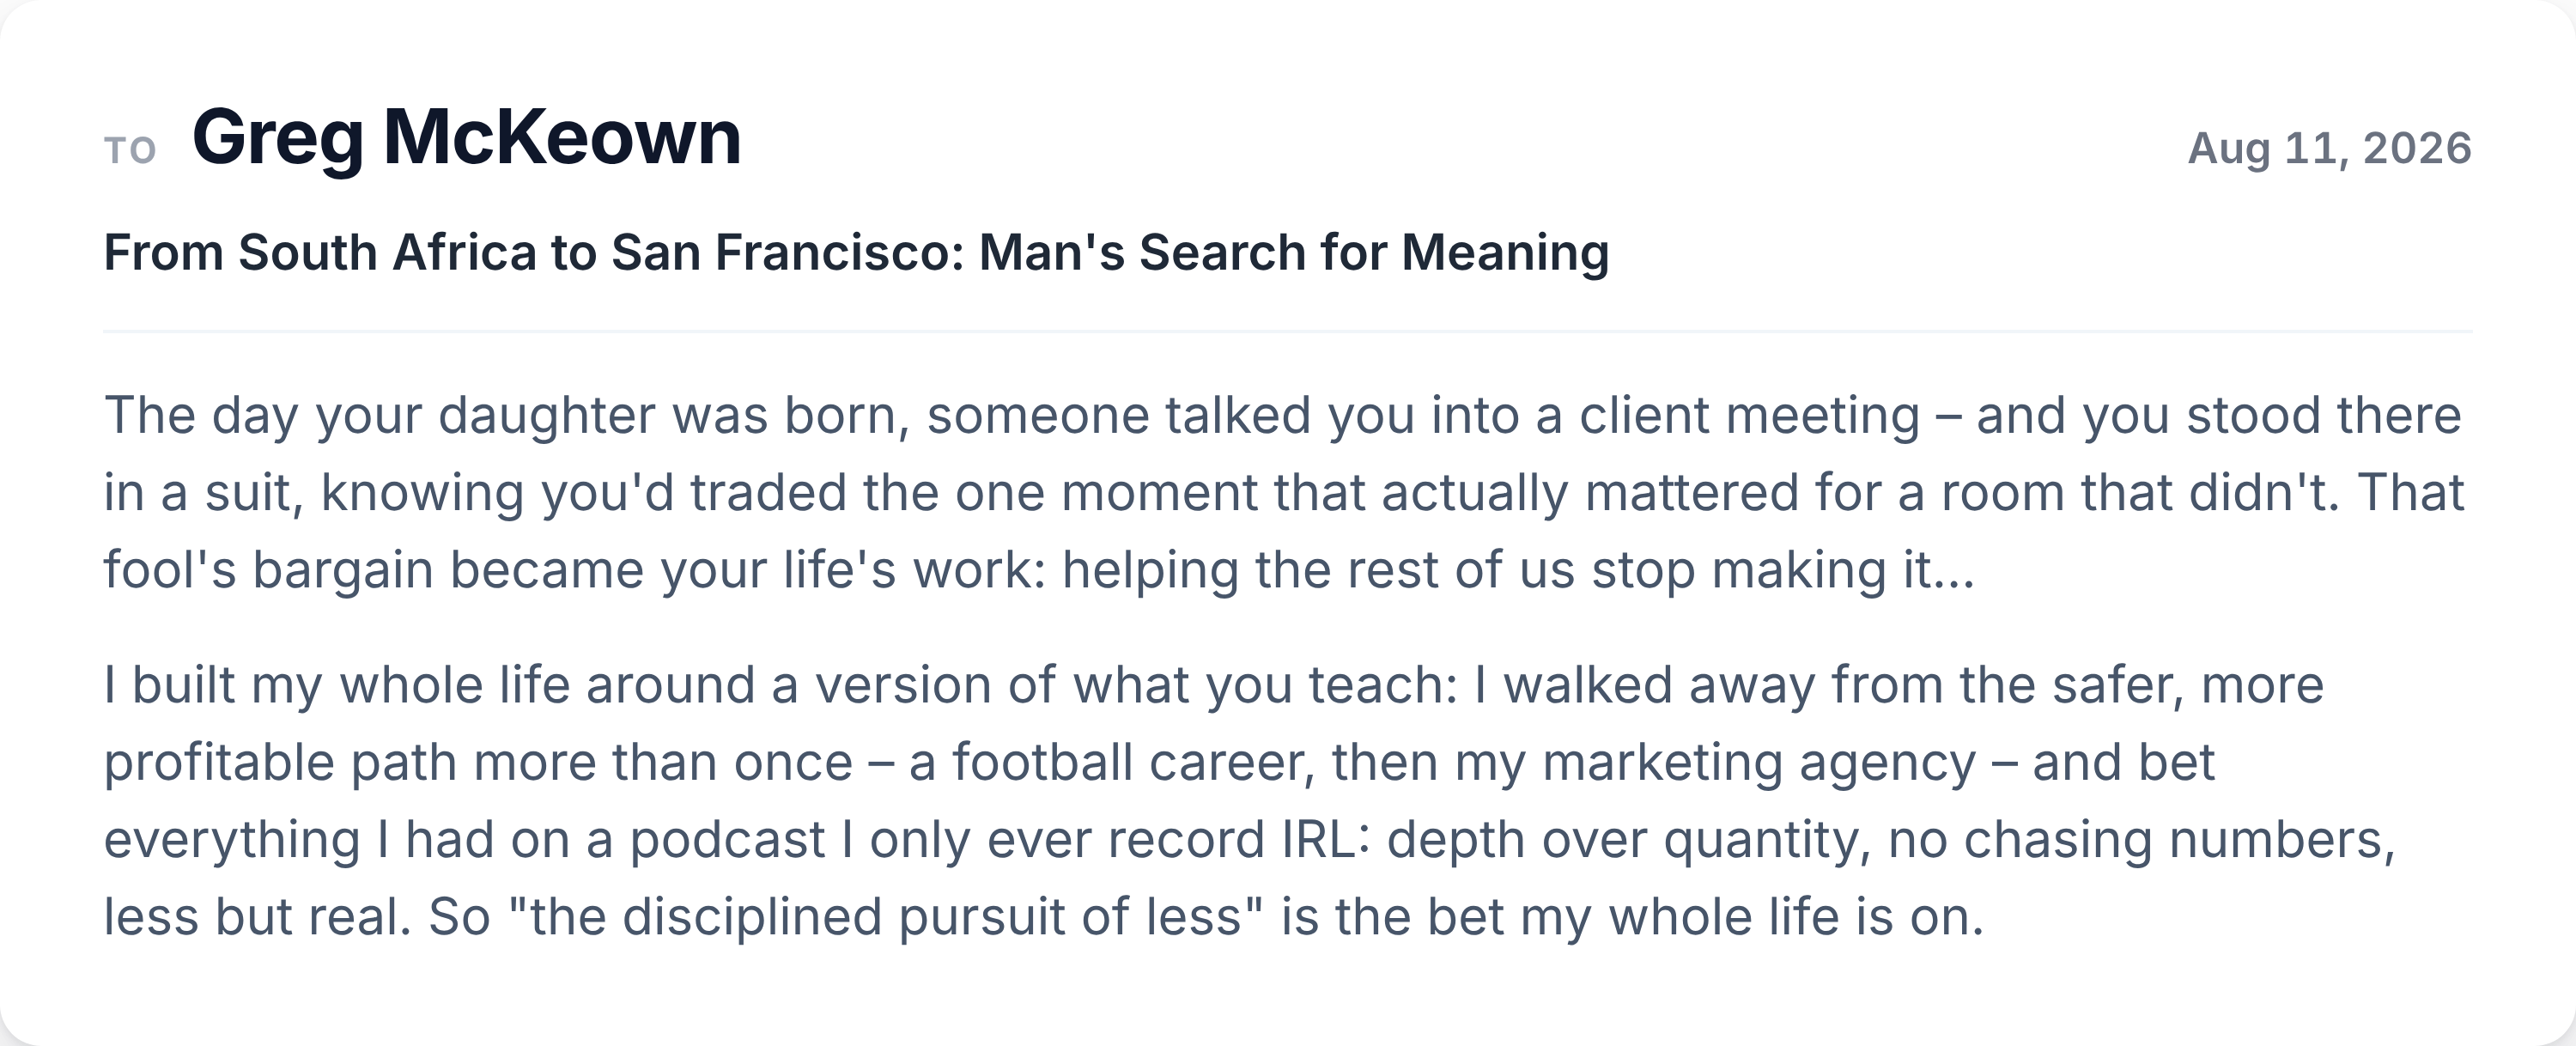 TO Greg McKeown Aug 11, 2026
From South Africa to San Francisco: Man's Search for Meaning
The day your daughter was born, someone talked you into a client meeting – and you stood there
in a suit, knowing you'd traded the one moment that actually mattered for a room that didn't. That
fool's bargain became your life's work: helping the rest of us stop making it...
I built my whole life around a version of what you teach: I walked away from the safer, more
profitable path more than once – a football career, then my marketing agency – and bet
everything I had on a podcast I only ever record IRL: depth over quantity, no chasing numbers,
less but real. So "the disciplined pursuit of less" is the bet my whole life is on.